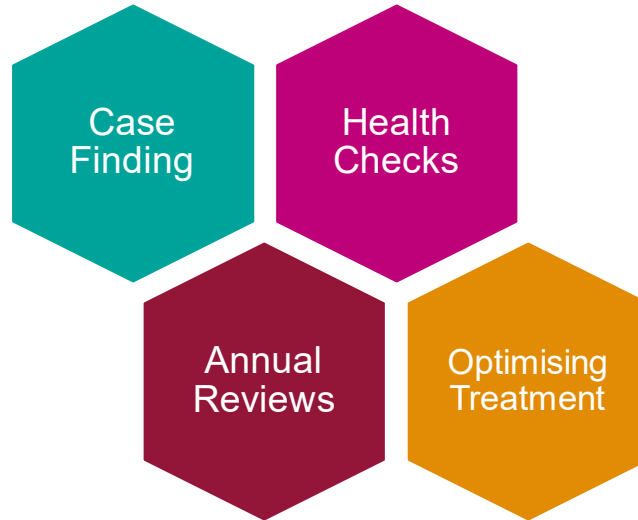 Case
Finding
Health
Checks
Annual
Reviews
Optimising
Treatment